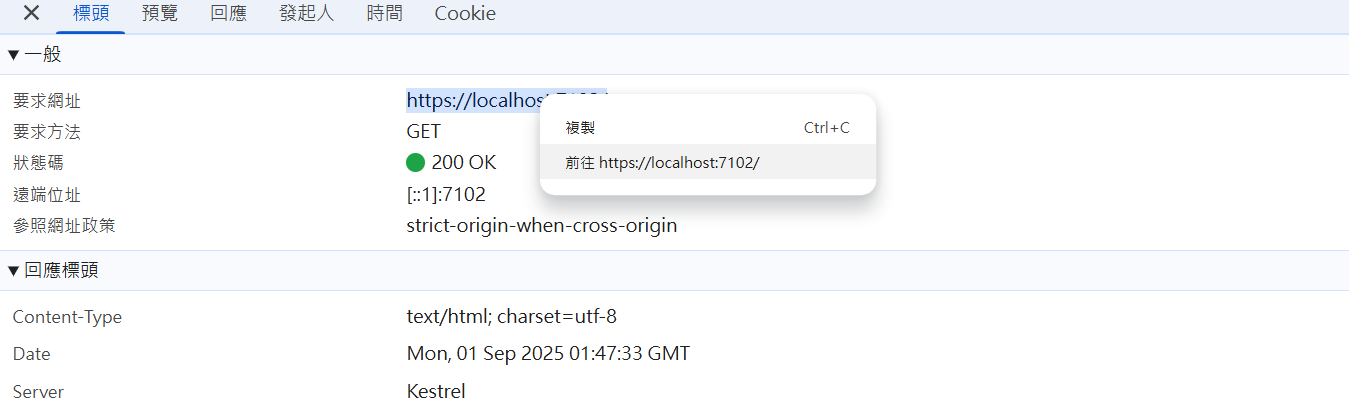 標頭 預覽 回應 發起人 時間 Cookie
一般
要求網址 https://localhost
複製 Ctrl+C
要求方法 GET
前往 https://localhost:7102/
狀態碼 200 OK
遠端位址 [::1]:7102
參照網址政策 strict-origin-when-cross-origin
回應標頭
Content-Type text/html; charset=utf-8
Date Mon, 01 Sep 2025 01:47:33 GMT
Server Kestrel